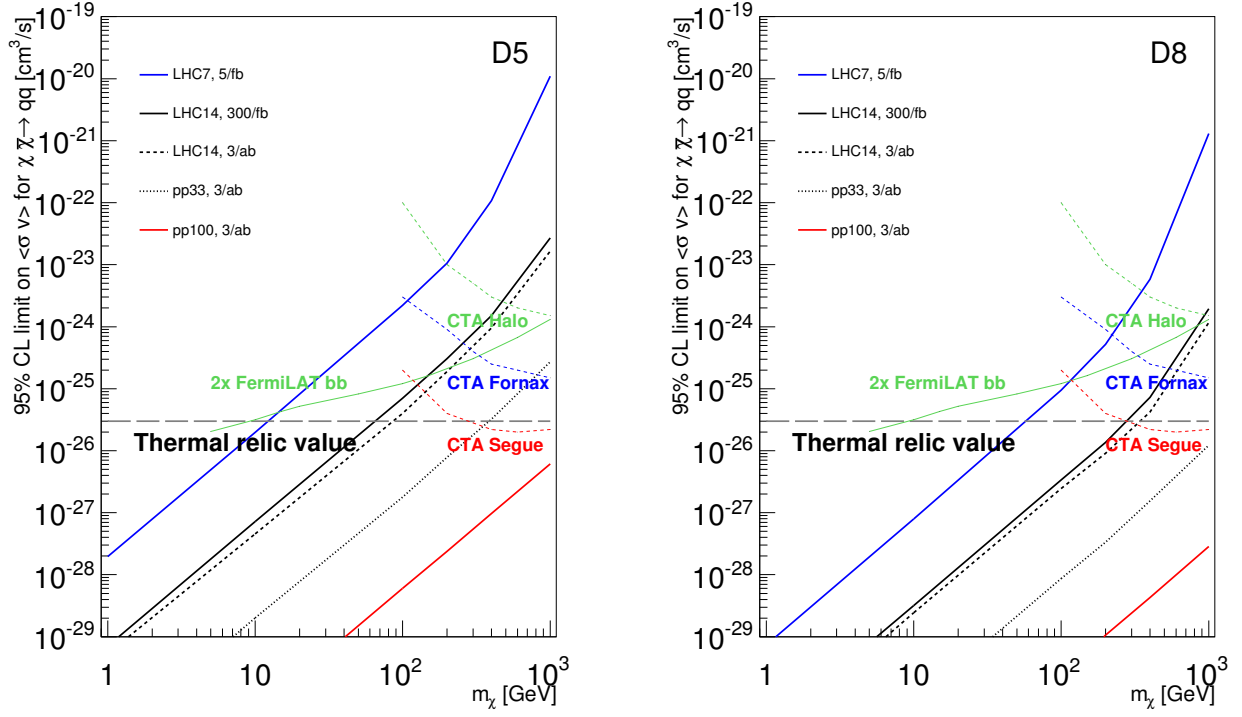 95% CL limit on <σ v> for χ χ̅→ qq [cm³/s]
10⁻¹⁹
10⁻²⁰
10⁻²¹
10⁻²²
10⁻²³
10⁻²⁴
10⁻²⁵
10⁻²⁶
10⁻²⁷
10⁻²⁸
10⁻²⁹
D5
LHC7, 5/fb
LHC14, 300/fb
LHC14, 3/ab
pp33, 3/ab
pp100, 3/ab
CTA Halo
2x FermiLAT bb
CTA Fornax
Thermal relic value
CTA Segue
1
10
10²
10³
m_χ [GeV]
95% CL limit on <σ v> for χ χ̅→ qq [cm³/s]
10⁻¹⁹
10⁻²⁰
10⁻²¹
10⁻²²
10⁻²³
10⁻²⁴
10⁻²⁵
10⁻²⁶
10⁻²⁷
10⁻²⁸
10⁻²⁹
D8
LHC7, 5/fb
LHC14, 300/fb
LHC14, 3/ab
pp33, 3/ab
pp100, 3/ab
CTA Halo
2x FermiLAT bb
CTA Fornax
Thermal relic value
CTA Segue
1
10
10²
10³
m_χ [GeV]